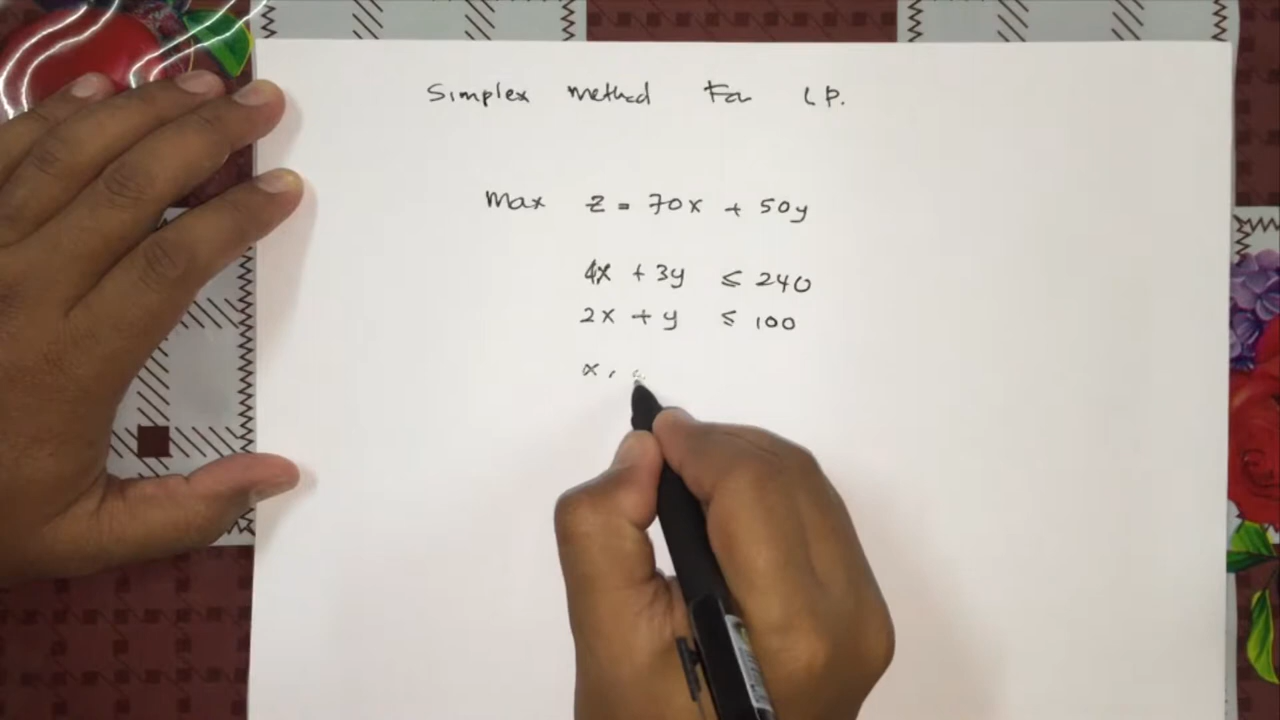 Simplex method For LP.
Max Z = 70x + 50y
4x + 3y ≤ 240
2x + y ≤ 100
x,